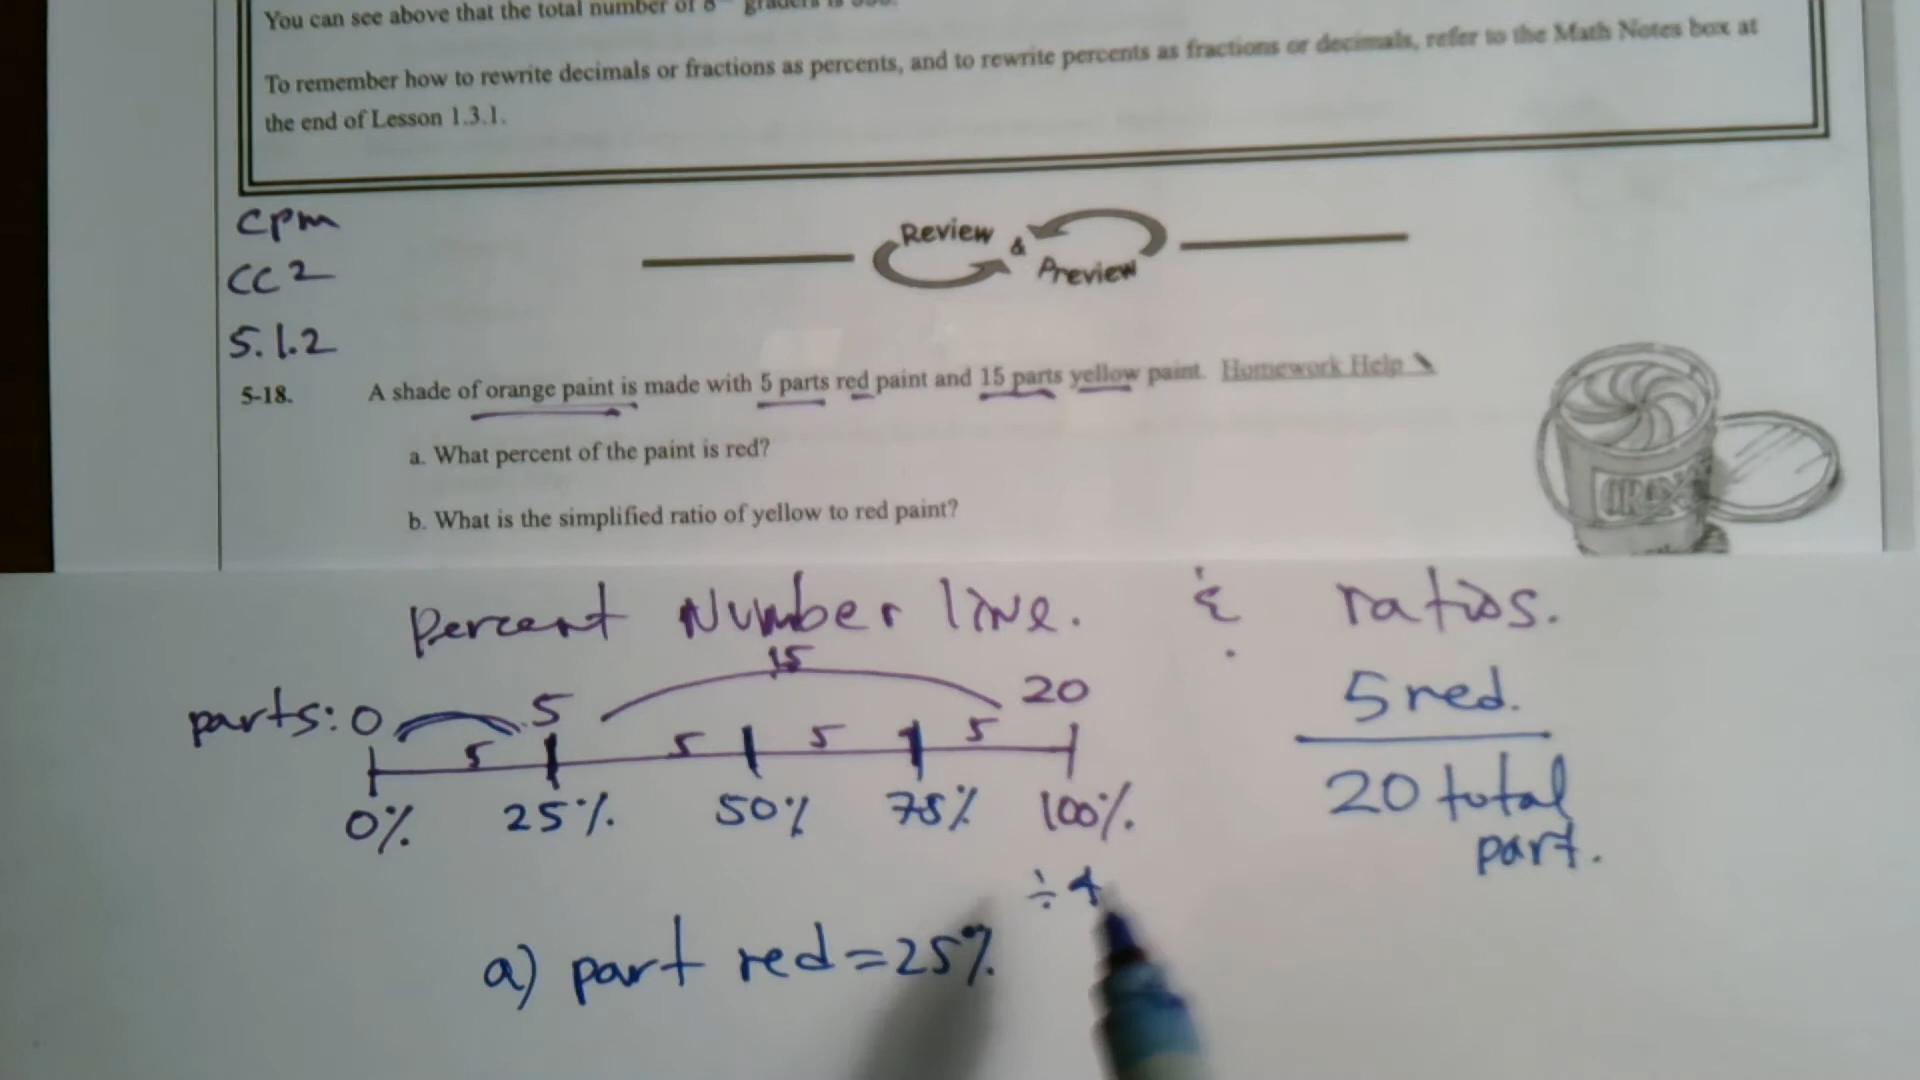 You can see above that the total number of 8 graders is
To remember how to rewrite decimals or fractions as percents, and to rewrite percents as fractions or decimals, refer to the Math Notes box at
the end of Lesson 1.3.1.
cpm
CC2
5.1.2
Review
&
Preview
5-18. A shade of orange paint is made with 5 parts red paint and 15 parts yellow paint. Homework Help
a. What percent of the paint is red?
b. What is the simplified ratio of yellow to red paint?
Percent Number line. & ratios.
15
parts: 0 5 20
5 5 5 5
0% 25% 50% 75% 100%
5 red.
20 total
part.
÷ 4
a) part red = 25%